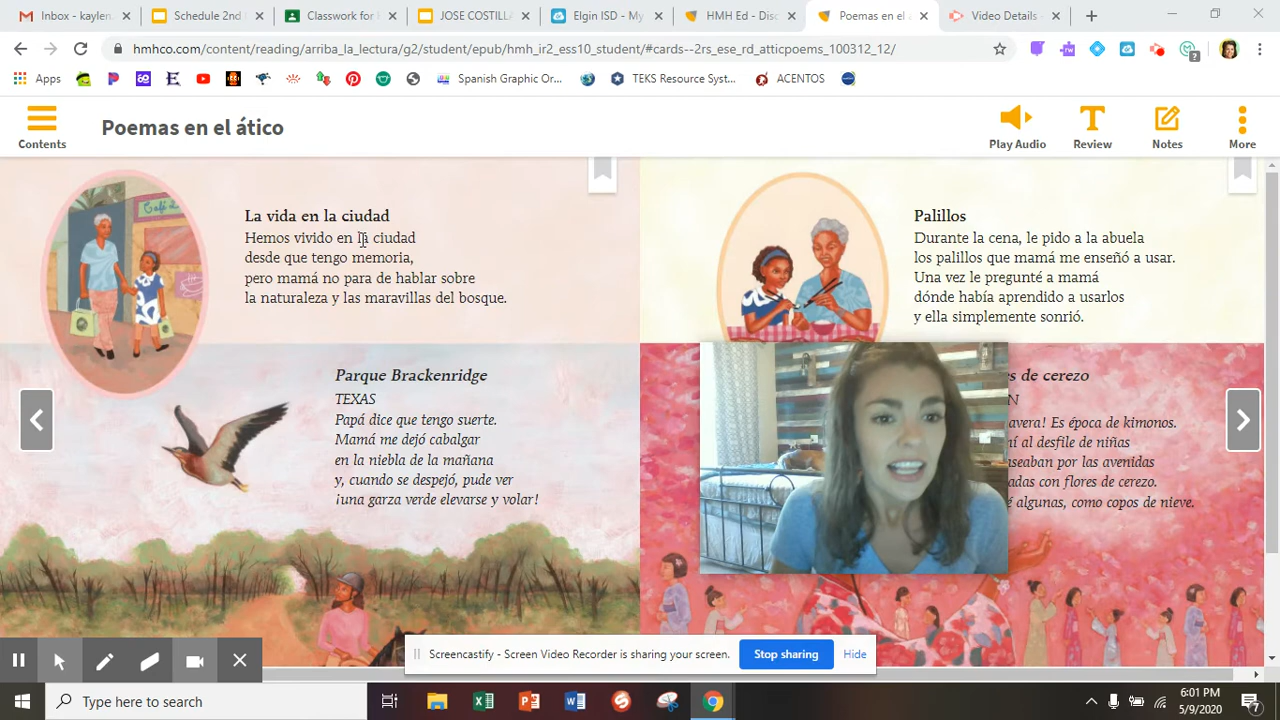 Inbox - kaylen
Schedule 2nd
Classwork for
JOSE COSTILLA
Elgin ISD - My
HMH Ed - Disc
Poemas en el
Video Details -
hmhco.com/content/reading/arriba_la_lectura/g2/student/epub/hmh_ir2_ess10_student/#cards--2rs_ese_rd_atticpoems_100312_12/
Apps
Spanish Graphic Or...
TEKS Resource Syst...
ACENTOS
Contents
Poemas en el ático
Play Audio
Review
Notes
More
La vida en la ciudad
Hemos vivido en la ciudad
desde que tengo memoria,
pero mamá no para de hablar sobre
la naturaleza y las maravillas del bosque.
Palillos
Durante la cena, le pido a la abuela
los palillos que mamá me enseñó a usar.
Una vez le pregunté a mamá
dónde había aprendido a usarlos
y ella simplemente sonrió.
Parque Brackenridge
TEXAS
Papá dice que tengo suerte.
Mamá me dejó cabalgar
en la niebla de la mañana
y, cuando se despejó, pude ver
¡una garza verde elevarse y volar!
de cerezo
Es época de kimonos.
al desfile de niñas
por las avenidas
con flores de cerezo.
algunas, como copos de nieve.
Screencastify - Screen Video Recorder is sharing your screen.
Stop sharing
Hide
Type here to search
6:01 PM
5/9/2020